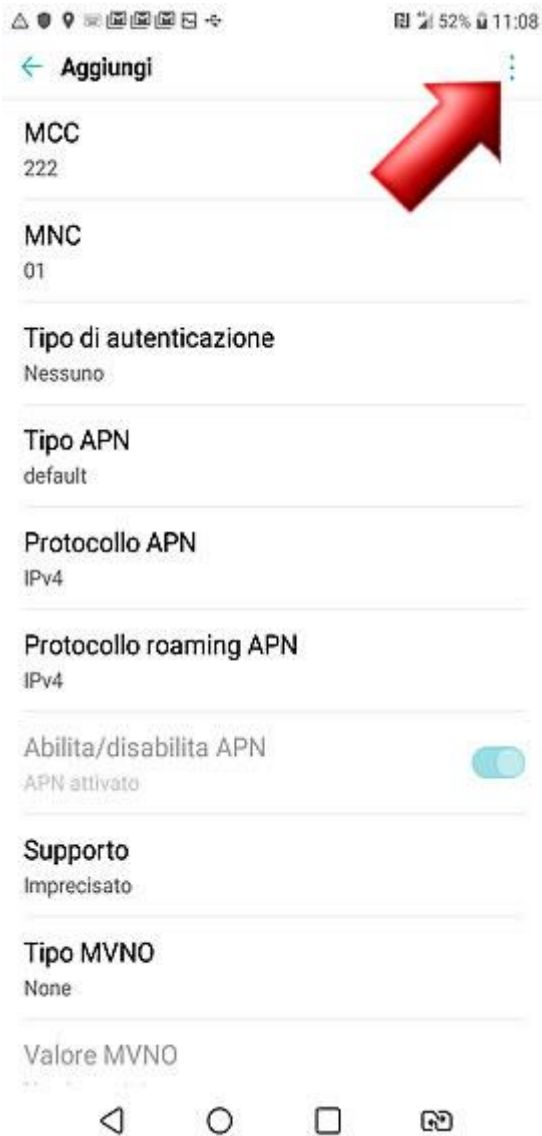 52% 11:08
Aggiungi
MCC
222
MNC
01
Tipo di autenticazione
Nessuno
Tipo APN
default
Protocollo APN
IPv4
Protocollo roaming APN
IPv4
Abilita/disabilita APN
APN attivato
Supporto
Imprecisato
Tipo MVNO
None
Valore MVNO